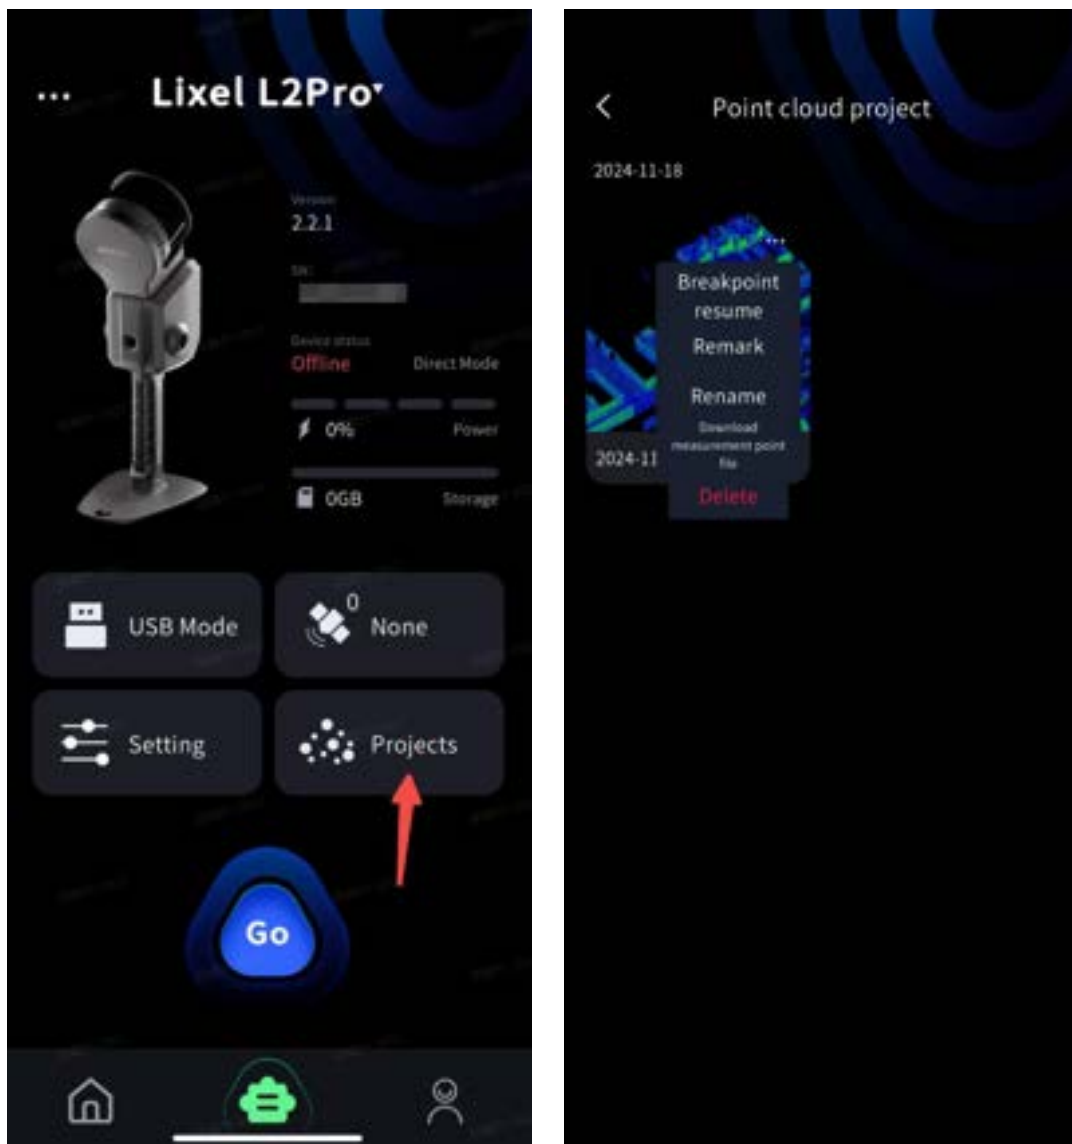 Lixel L2Pro
Version:
2.2.1
SN:
Device status
Offline
Direct Mode
0%
Power
0GB
Storage
USB Mode
0
None
Setting
Projects
Go
Point cloud project
2024-11-18
Breakpoint
resume
Remark
Rename
Download
measurement point
file
2024-11
Delete